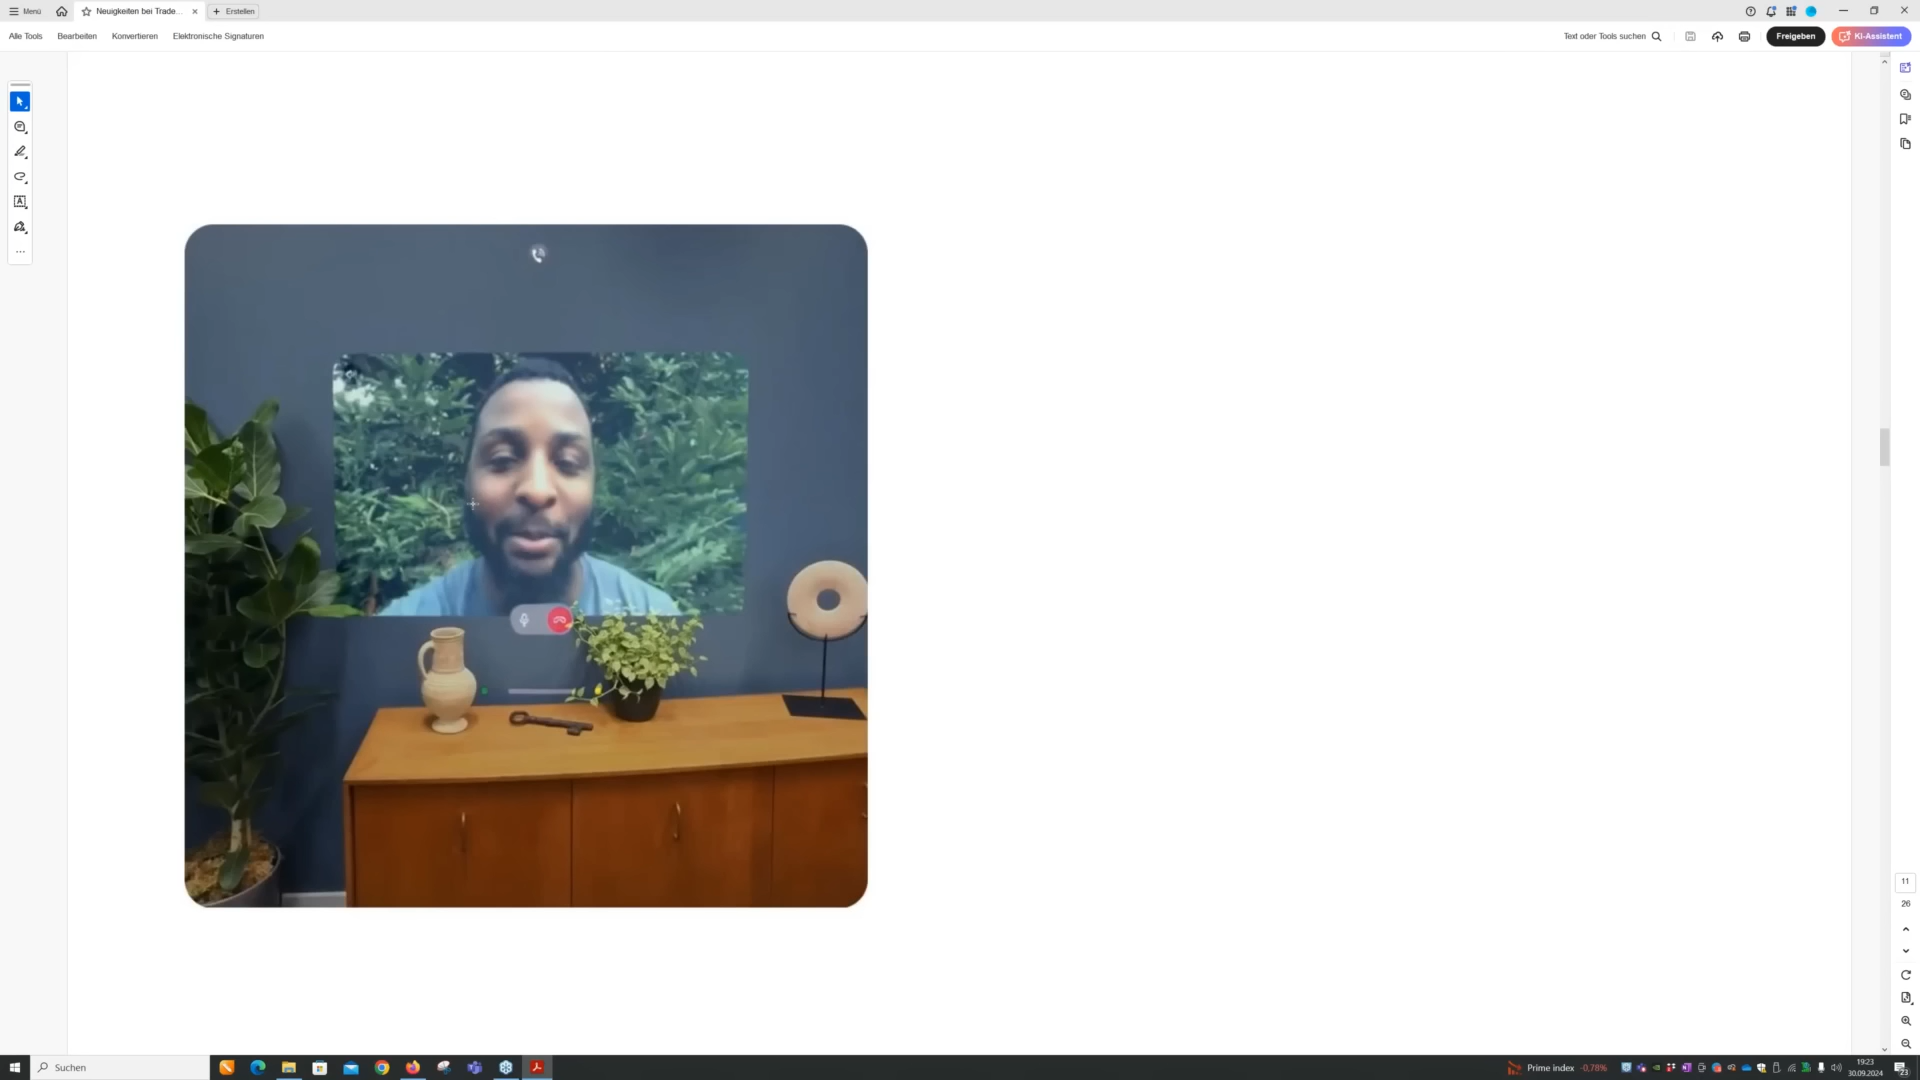 Menü
Neuigkeiten bei Trade...
Erstellen
Alle Tools
Bearbeiten
Konvertieren
Elektronische Signaturen
Text oder Tools suchen
Freigeben
KI-Assistent
11
26
Suchen
Prime index -0,78%
19:23
30.09.2024
23